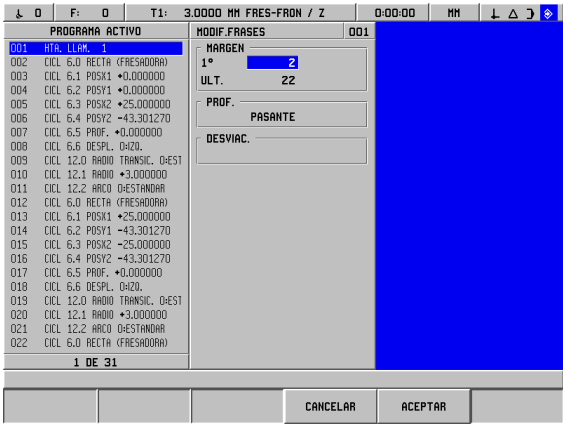 0 F: 0 T1: 3.0000 MM FRES-FRON / Z 0:00:00 MM
PROGRAMA ACTIVO
001 HTA. LLAM. 1
002 CICL 6.0 RECTA (FRESADORA)
003 CICL 6.1 POSX1 +0.000000
004 CICL 6.2 POSY1 +0.000000
005 CICL 6.3 POSX2 +25.000000
006 CICL 6.4 POSY2 -43.301270
007 CICL 6.5 PROF. +0.000000
008 CICL 6.6 DESPL. 0:IZQ.
009 CICL 12.0 RADIO TRANSIC. 0:EST
010 CICL 12.1 RADIO +3.000000
011 CICL 12.2 ARCO 0:ESTANDAR
012 CICL 6.0 RECTA (FRESADORA)
013 CICL 6.1 POSX1 +25.000000
014 CICL 6.2 POSY1 -43.301270
015 CICL 6.3 POSX2 -25.000000
016 CICL 6.4 POSY2 -43.301270
017 CICL 6.5 PROF. +0.000000
018 CICL 6.6 DESPL. 0:IZQ.
019 CICL 12.0 RADIO TRANSIC. 0:EST
020 CICL 12.1 RADIO +3.000000
021 CICL 12.2 ARCO 0:ESTANDAR
022 CICL 6.0 RECTA (FRESADORA)
1 DE 31
MODIF.FRASES 001
MARGEN
1º 2
ULT. 22
PROF.
PASANTE
DESVIAC.
CANCELAR
ACEPTAR